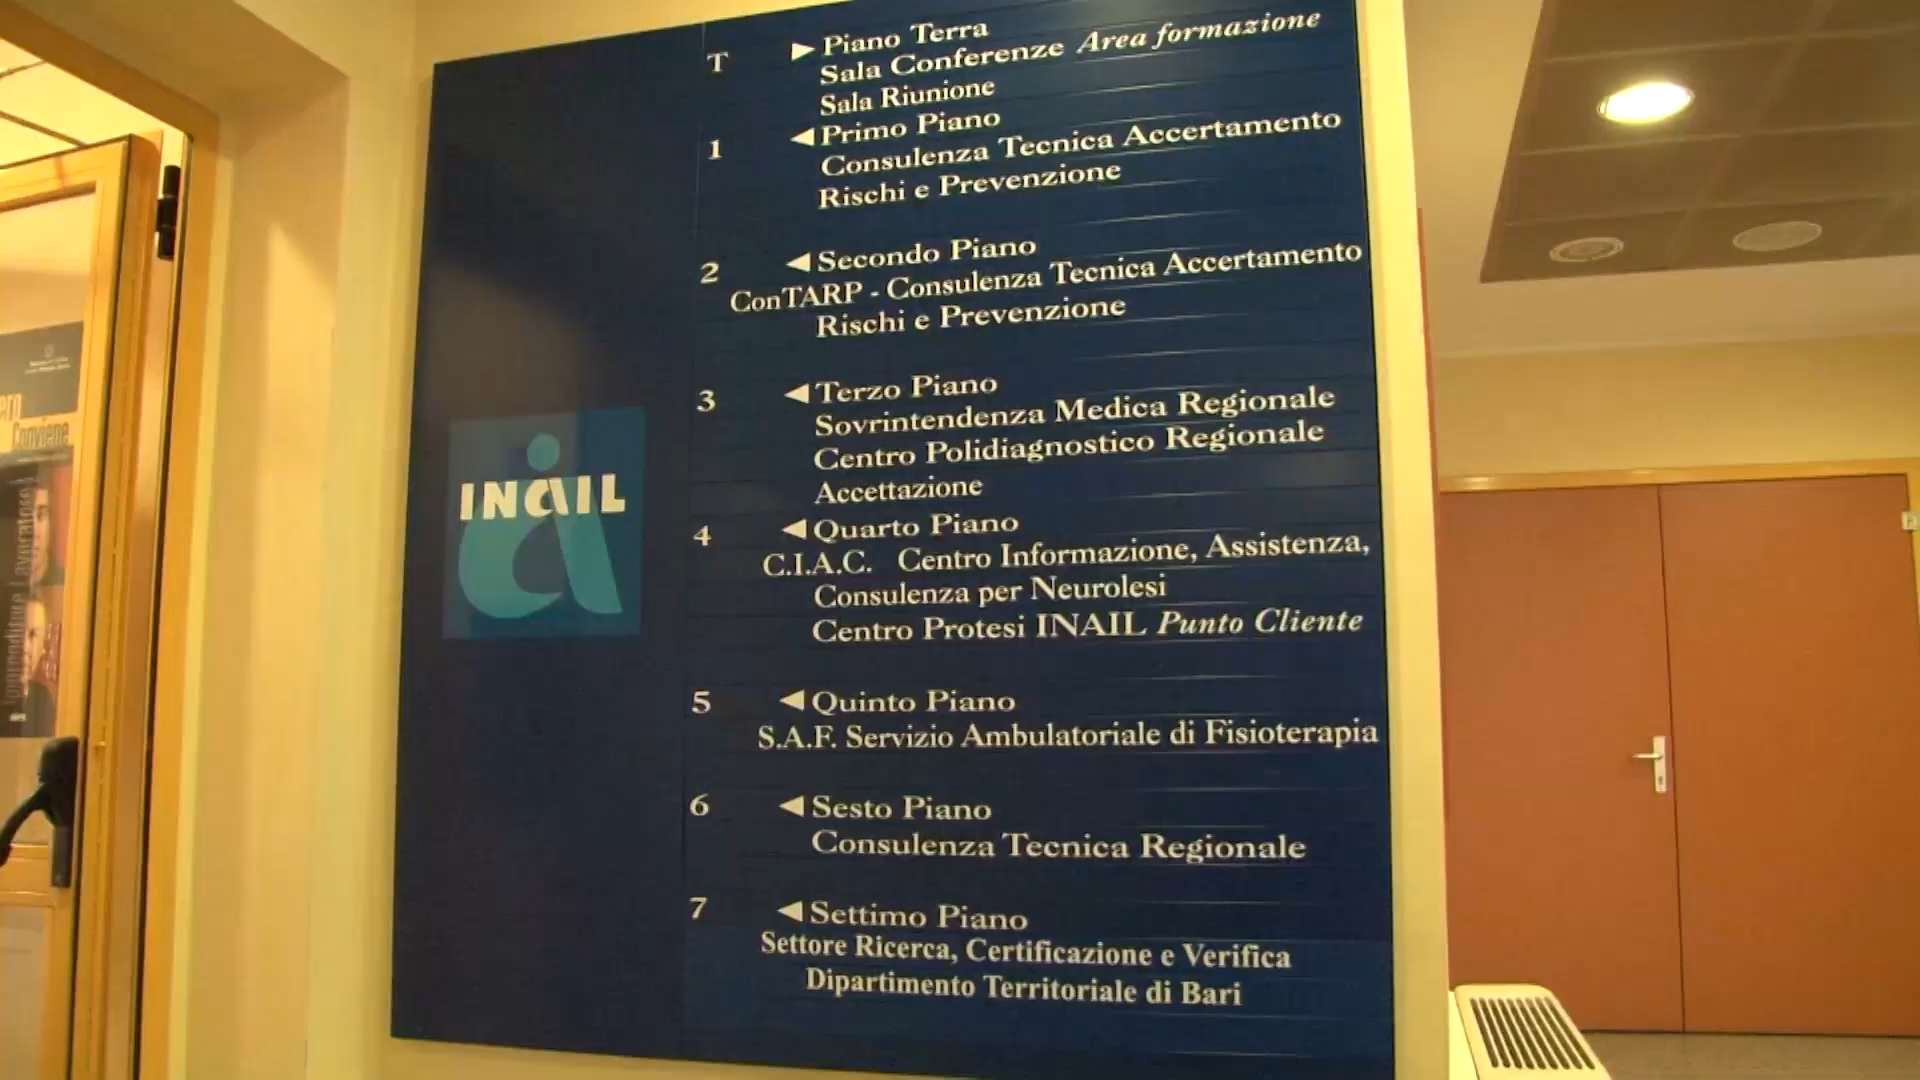 T ► Piano Terra
Sala Conferenze Area formazione
Sala Riunione
1 ◄ Primo Piano
Consulenza Tecnica Accertamento
Rischi e Prevenzione
2 ◄ Secondo Piano
ConTARP - Consulenza Tecnica Accertamento
Rischi e Prevenzione
3 ◄ Terzo Piano
Sovrintendenza Medica Regionale
Centro Polidiagnostico Regionale
Accettazione
4 ◄ Quarto Piano
C.I.A.C. Centro Informazione, Assistenza,
Consulenza per Neurolesi
Centro Protesi INAIL Punto Cliente
5 ◄ Quinto Piano
S.A.F. Servizio Ambulatoriale di Fisioterapia
6 ◄ Sesto Piano
Consulenza Tecnica Regionale
7 ◄ Settimo Piano
Settore Ricerca, Certificazione e Verifica
Dipartimento Territoriale di Bari
INAIL
Conviene